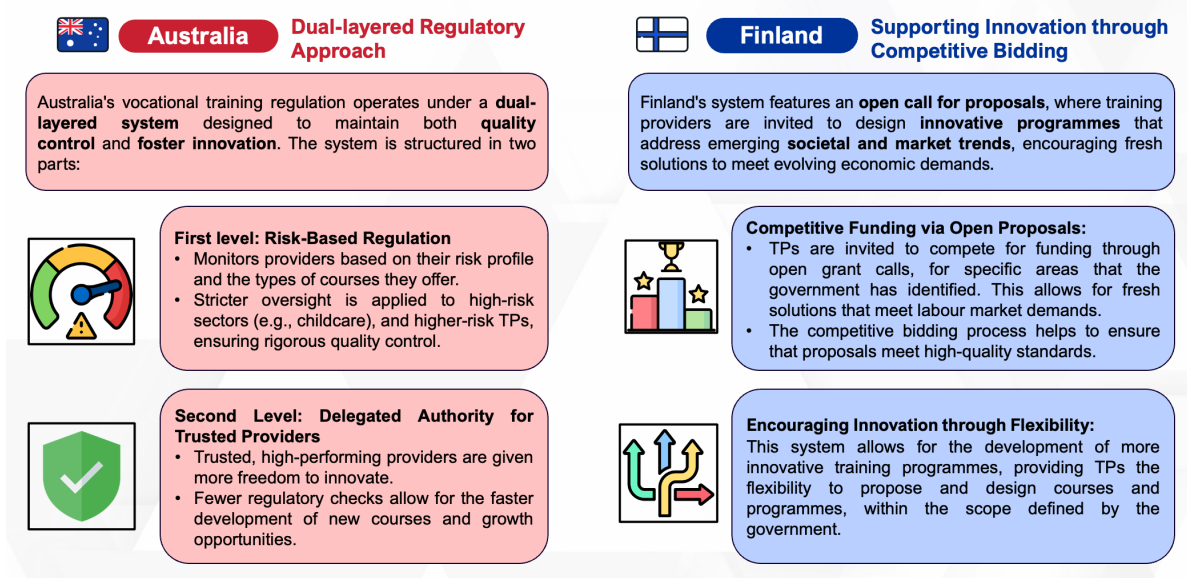 Australia
Dual-layered Regulatory
Approach
Australia's vocational training regulation operates under a dual-
layered system designed to maintain both quality
control and foster innovation. The system is structured in two
parts:
First level: Risk-Based Regulation
• Monitors providers based on their risk profile
and the types of courses they offer.
• Stricter oversight is applied to high-risk
sectors (e.g., childcare), and higher-risk TPs,
ensuring rigorous quality control.
Second Level: Delegated Authority for
Trusted Providers
• Trusted, high-performing providers are given
more freedom to innovate.
• Fewer regulatory checks allow for the faster
development of new courses and growth
opportunities.
Finland
Supporting Innovation through
Competitive Bidding
Finland's system features an open call for proposals, where training
providers are invited to design innovative programmes that
address emerging societal and market trends, encouraging fresh
solutions to meet evolving economic demands.
Competitive Funding via Open Proposals:
• TPs are invited to compete for funding through
open grant calls, for specific areas that the
government has identified. This allows for fresh
solutions that meet labour market demands.
• The competitive bidding process helps to ensure
that proposals meet high-quality standards.
Encouraging Innovation through Flexibility:
This system allows for the development of more
innovative training programmes, providing TPs the
flexibility to propose and design courses and
programmes, within the scope defined by the
government.